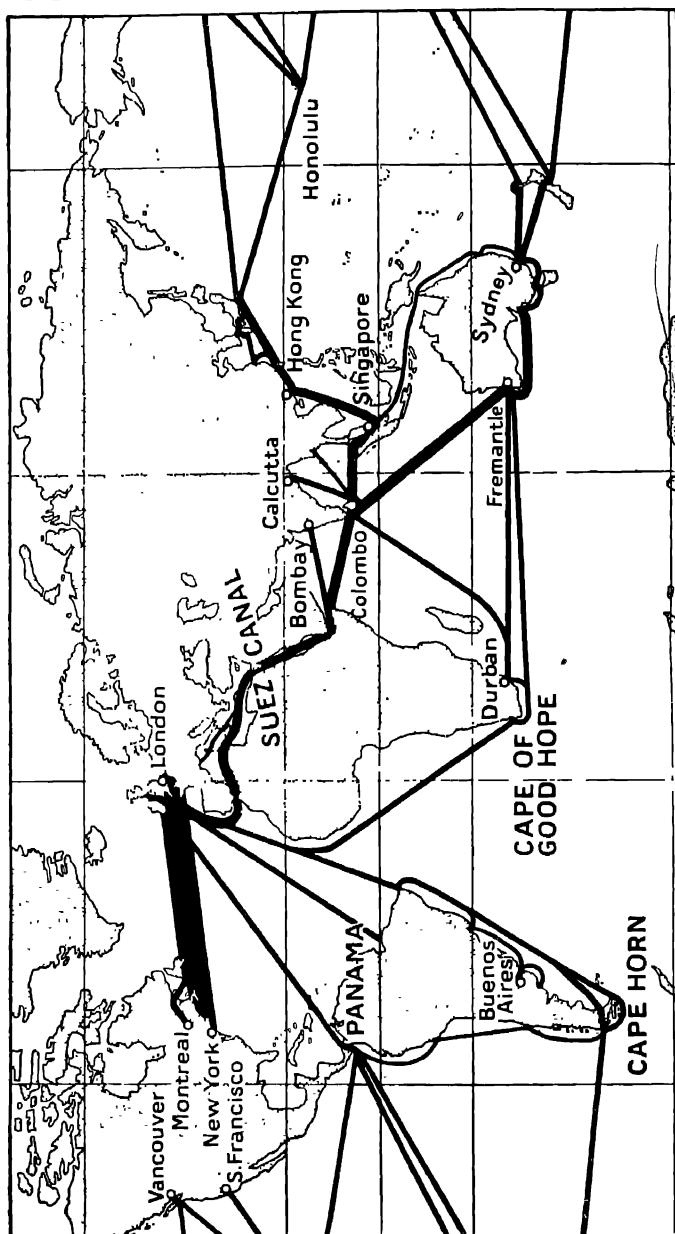 Vancouver
Montreal
New York
S.Francisco
London
PANAMA
Buenos
Aires
CAPE HORN
SUEZ CANAL
CAPE OF
GOOD HOPE
Durban
Bombay
Calcutta
Colombo
Hong Kong
Singapore
Fremantle
Sydney
Honolulu